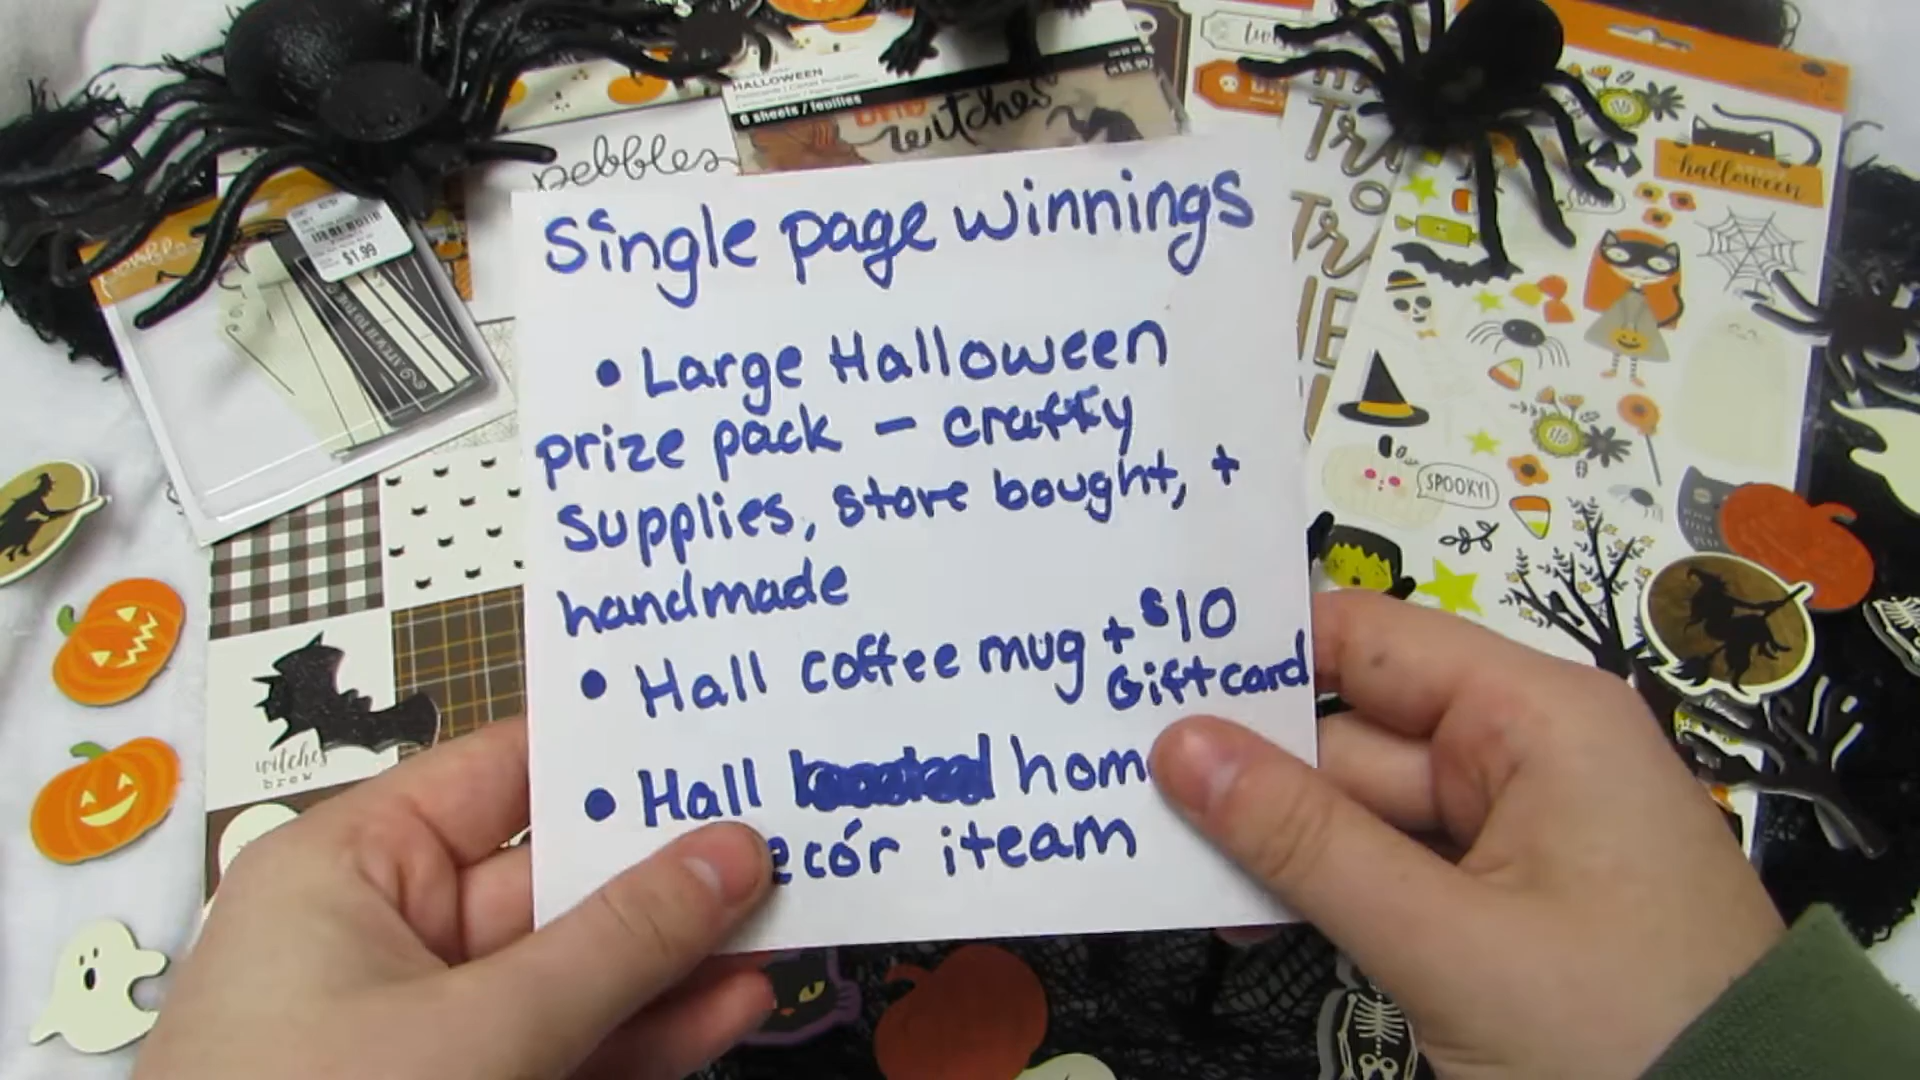 HALLOWEEN
6 sheets / feuilles
witches
pebbles
halloween
$1.99
Single page winnings
• Large Halloween
prize pack – crafty
supplies, store bought, +
handmade
• Hall coffee mug + $10
Giftcard
• Hall hom
ecór iteam
SPOOKY!
witches
brew